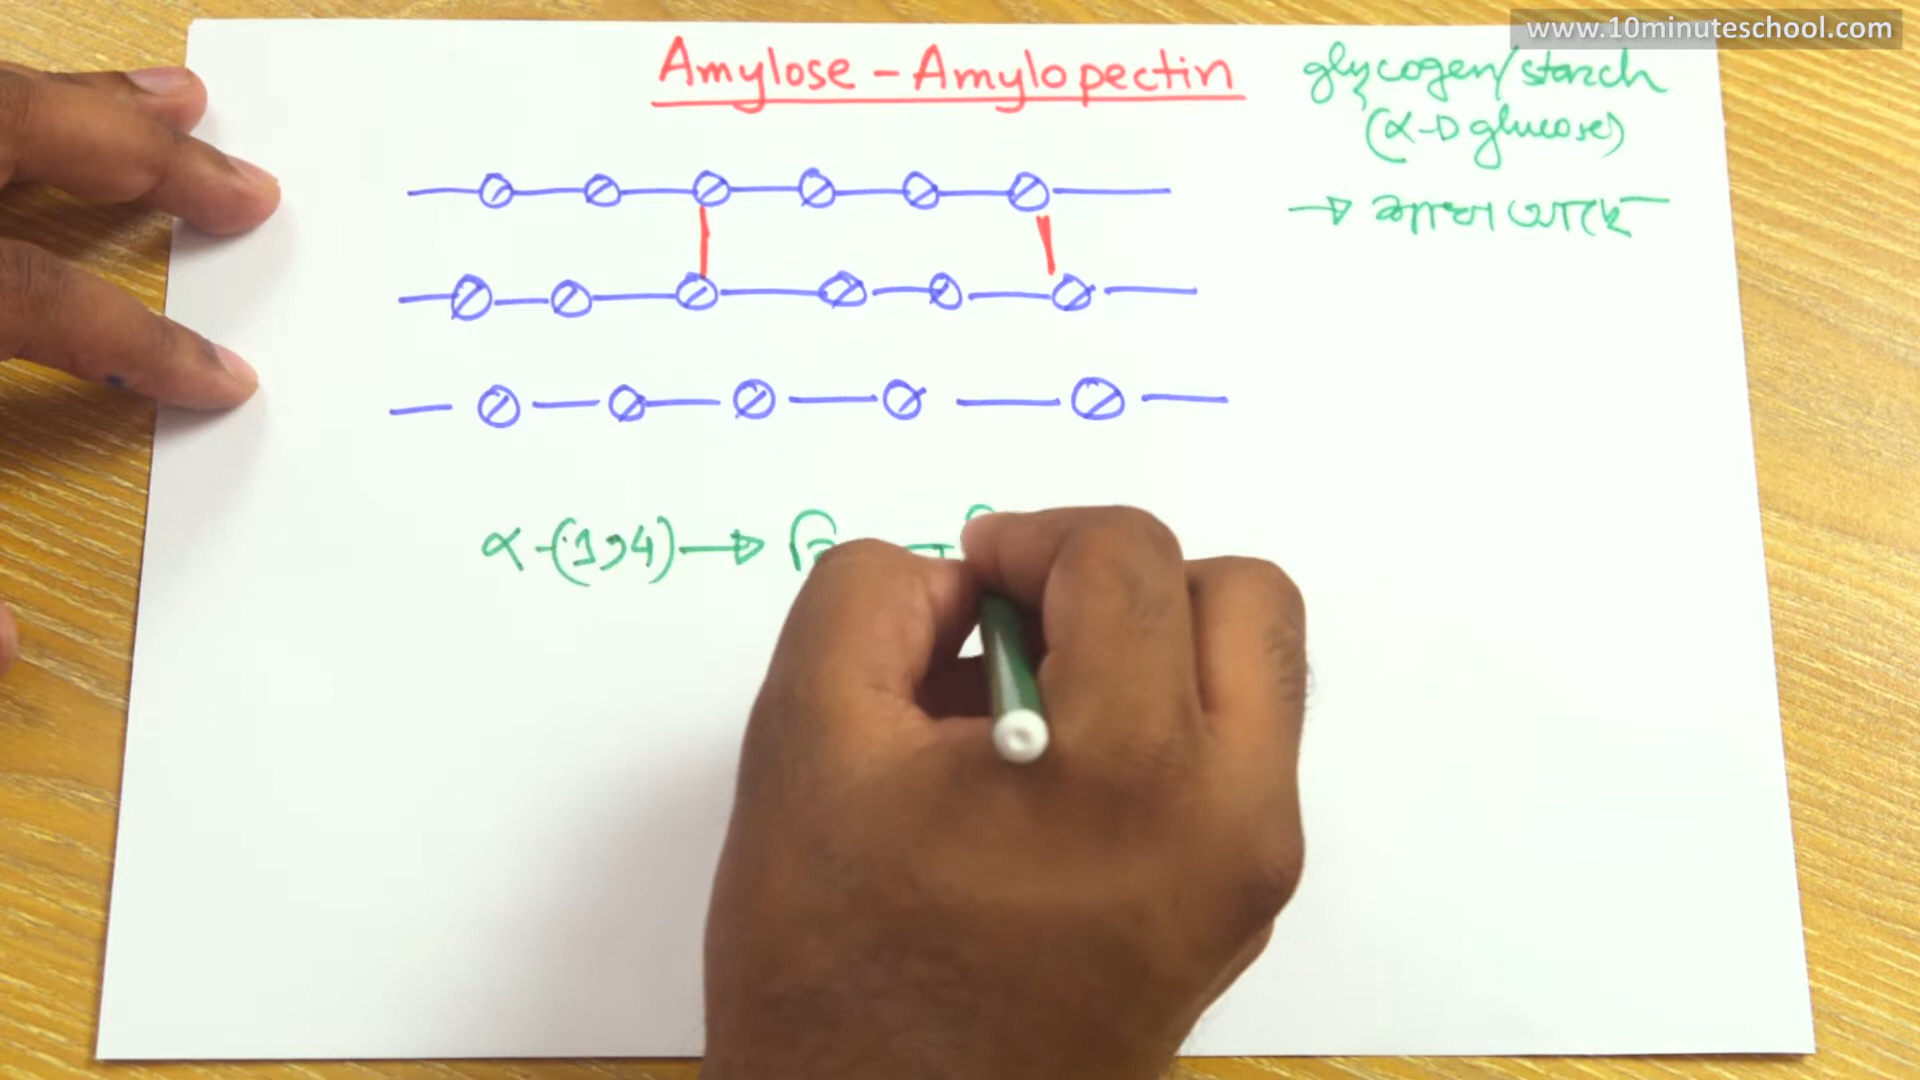 www.10minuteschool.com
Amylose - Amylopectin
glycogen/starch
(α-D glucose)
→ শাখা আছে
α-(1,4) →